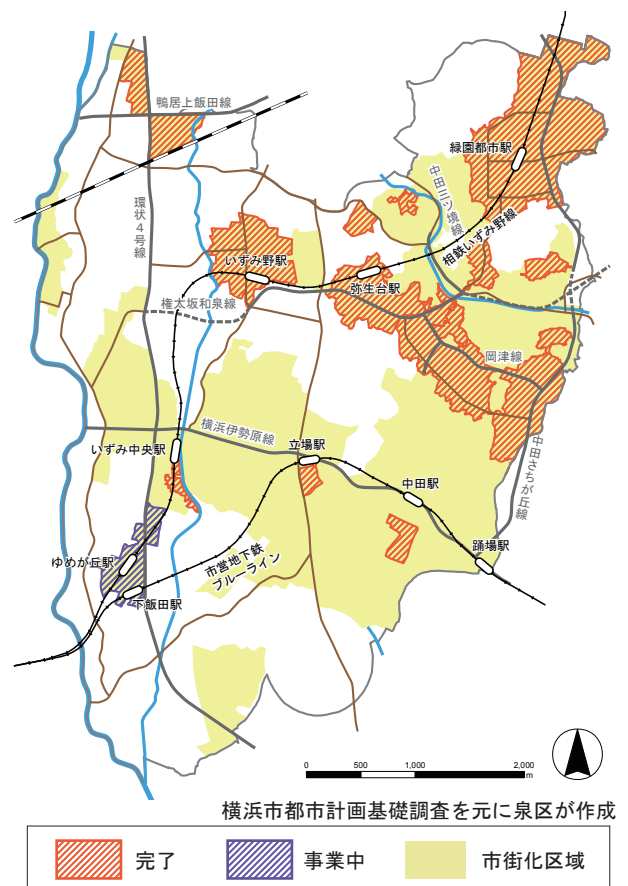 鴨居上飯田線
緑園都市駅
中田三ツ境線
環状4号線
相鉄いずみ野線
いずみ野駅
弥生台駅
権太坂和泉線
岡津線
横浜伊勢原線
立場駅
いずみ中央駅
中田さちが丘線
中田駅
踊場駅
ゆめが丘駅
市営地下鉄
ブルーライン
下飯田駅
0 500 1,000 2,000
m
横浜市都市計画基礎調査を元に泉区が作成
完了 事業中 市街化区域